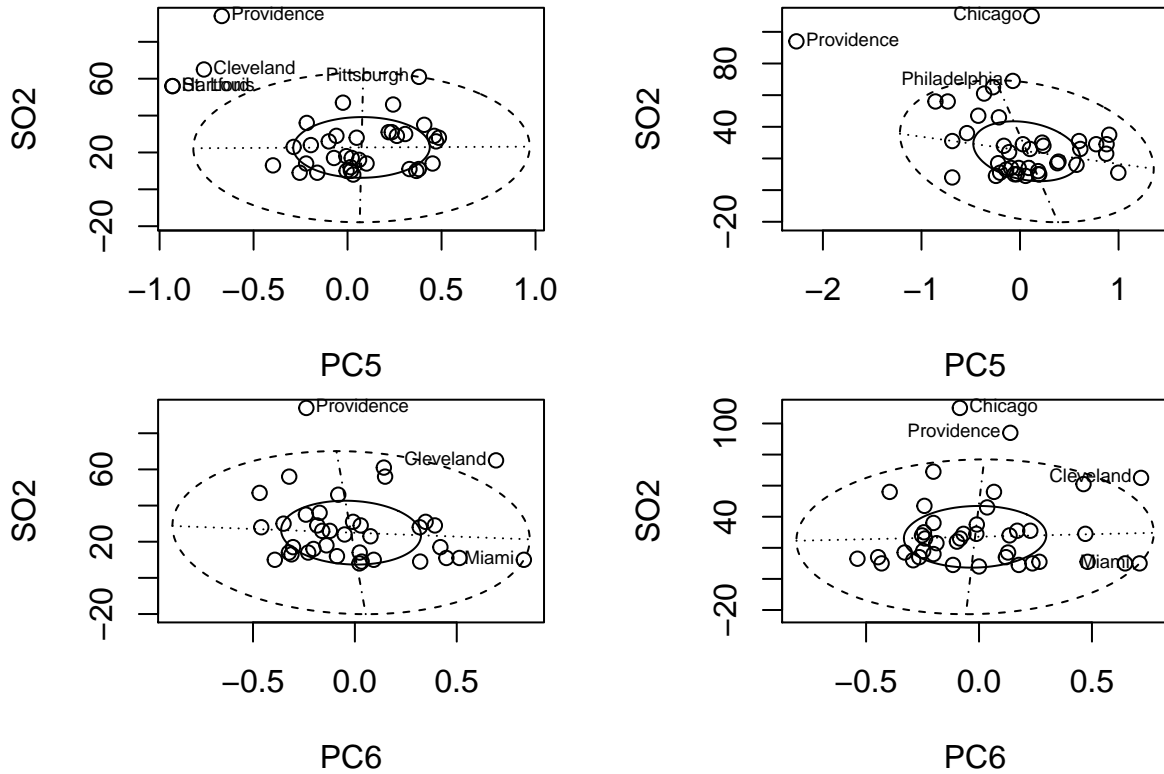 Providence
Cleveland
Pittsburgh
SO2
60
20
−20
−1.0 −0.5 0.0 0.5 1.0
PC5
Chicago
Providence
Philadelphia
SO2
80
40
−20
−2 −1 0 1
PC5
Providence
Cleveland
Miami
SO2
60
20
−20
−0.5 0.0 0.5
PC6
Chicago
Providence
Cleveland
Miami
SO2
100
40
−20
−0.5 0.0 0.5
PC6